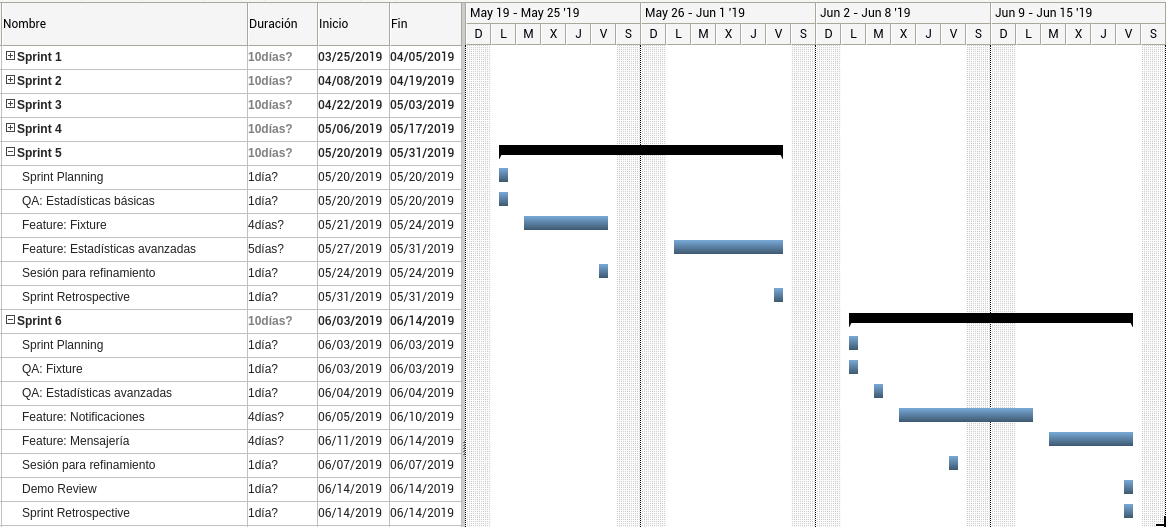 Nombre Duración Inicio Fin May 19 - May 25 '19 May 26 - Jun 1 '19 Jun 2 - Jun 8 '19 Jun 9 - Jun 15 '19
D L M X J V S D L M X J V S D L M X J V S D L M X J V S
Sprint 1 10días? 03/25/2019 04/05/2019
Sprint 2 10días? 04/08/2019 04/19/2019
Sprint 3 10días? 04/22/2019 05/03/2019
Sprint 4 10días? 05/06/2019 05/17/2019
Sprint 5 10días? 05/20/2019 05/31/2019
Sprint Planning 1día? 05/20/2019 05/20/2019
QA: Estadísticas básicas 1día? 05/20/2019 05/20/2019
Feature: Fixture 4días? 05/21/2019 05/24/2019
Feature: Estadísticas avanzadas 5días? 05/27/2019 05/31/2019
Sesión para refinamiento 1día? 05/24/2019 05/24/2019
Sprint Retrospective 1día? 05/31/2019 05/31/2019
Sprint 6 10días? 06/03/2019 06/14/2019
Sprint Planning 1día? 06/03/2019 06/03/2019
QA: Fixture 1día? 06/03/2019 06/03/2019
QA: Estadísticas avanzadas 1día? 06/04/2019 06/04/2019
Feature: Notificaciones 4días? 06/05/2019 06/10/2019
Feature: Mensajería 4días? 06/11/2019 06/14/2019
Sesión para refinamiento 1día? 06/07/2019 06/07/2019
Demo Review 1día? 06/14/2019 06/14/2019
Sprint Retrospective 1día? 06/14/2019 06/14/2019